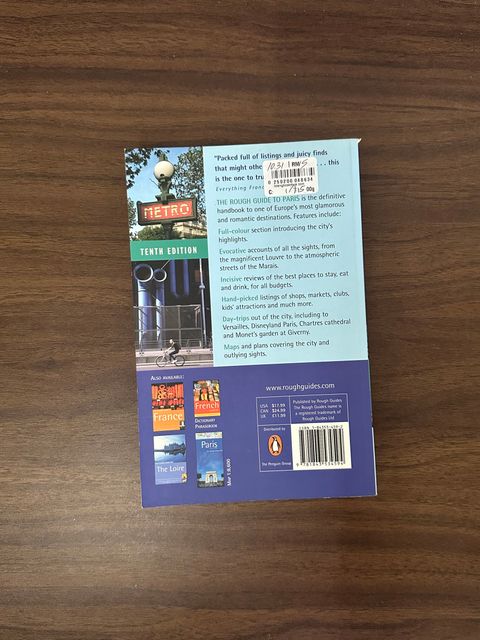 "Packed full of listings and juicy finds
that might othe . . . this
is the one to tru
Everything Franc
METRO
THE ROUGH GUIDE TO PARIS is the definitive
handbook to one of Europe's most glamorous
and romantic destinations. Features include:
TENTH EDITION
Full-colour section introducing the city's
highlights.
Evocative accounts of all the sights, from
the magnificent Louvre to the atmospheric
streets of the Marais.
Incisive reviews of the best places to stay, eat
and drink, for all budgets.
Hand-picked listings of shops, markets, clubs,
kids' attractions and much more.
Day-trips out of the city, including to
Versailles, Disneyland Paris, Chartres cathedral
and Monet's garden at Giverny.
Maps and plans covering the city and
outlying sights.
ALSO AVAILABLE:
France
French
DICTIONARY
PHRASEBOOK
The Loire
Paris
www.roughguides.com
USA $17.99
CAN $24.99
UK £11.99
Published by Rough Guides
The Rough Guides name is
a registered trademark of
Rough Guides Ltd
Distributed by
The Penguin Group